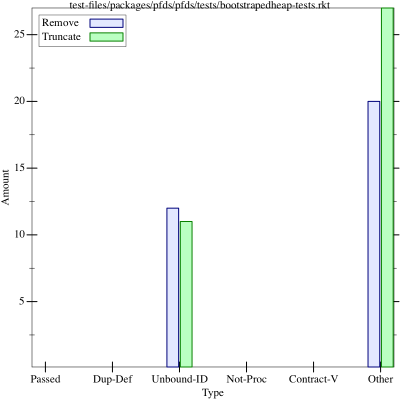 test-files/packages/pfds/pfds/tests/bootstrapedheap-tests.rkt
Remove
Truncate
25
20
15
10
5
Amount
Passed Dup-Def Unbound-ID Not-Proc Contract-V Other
Type